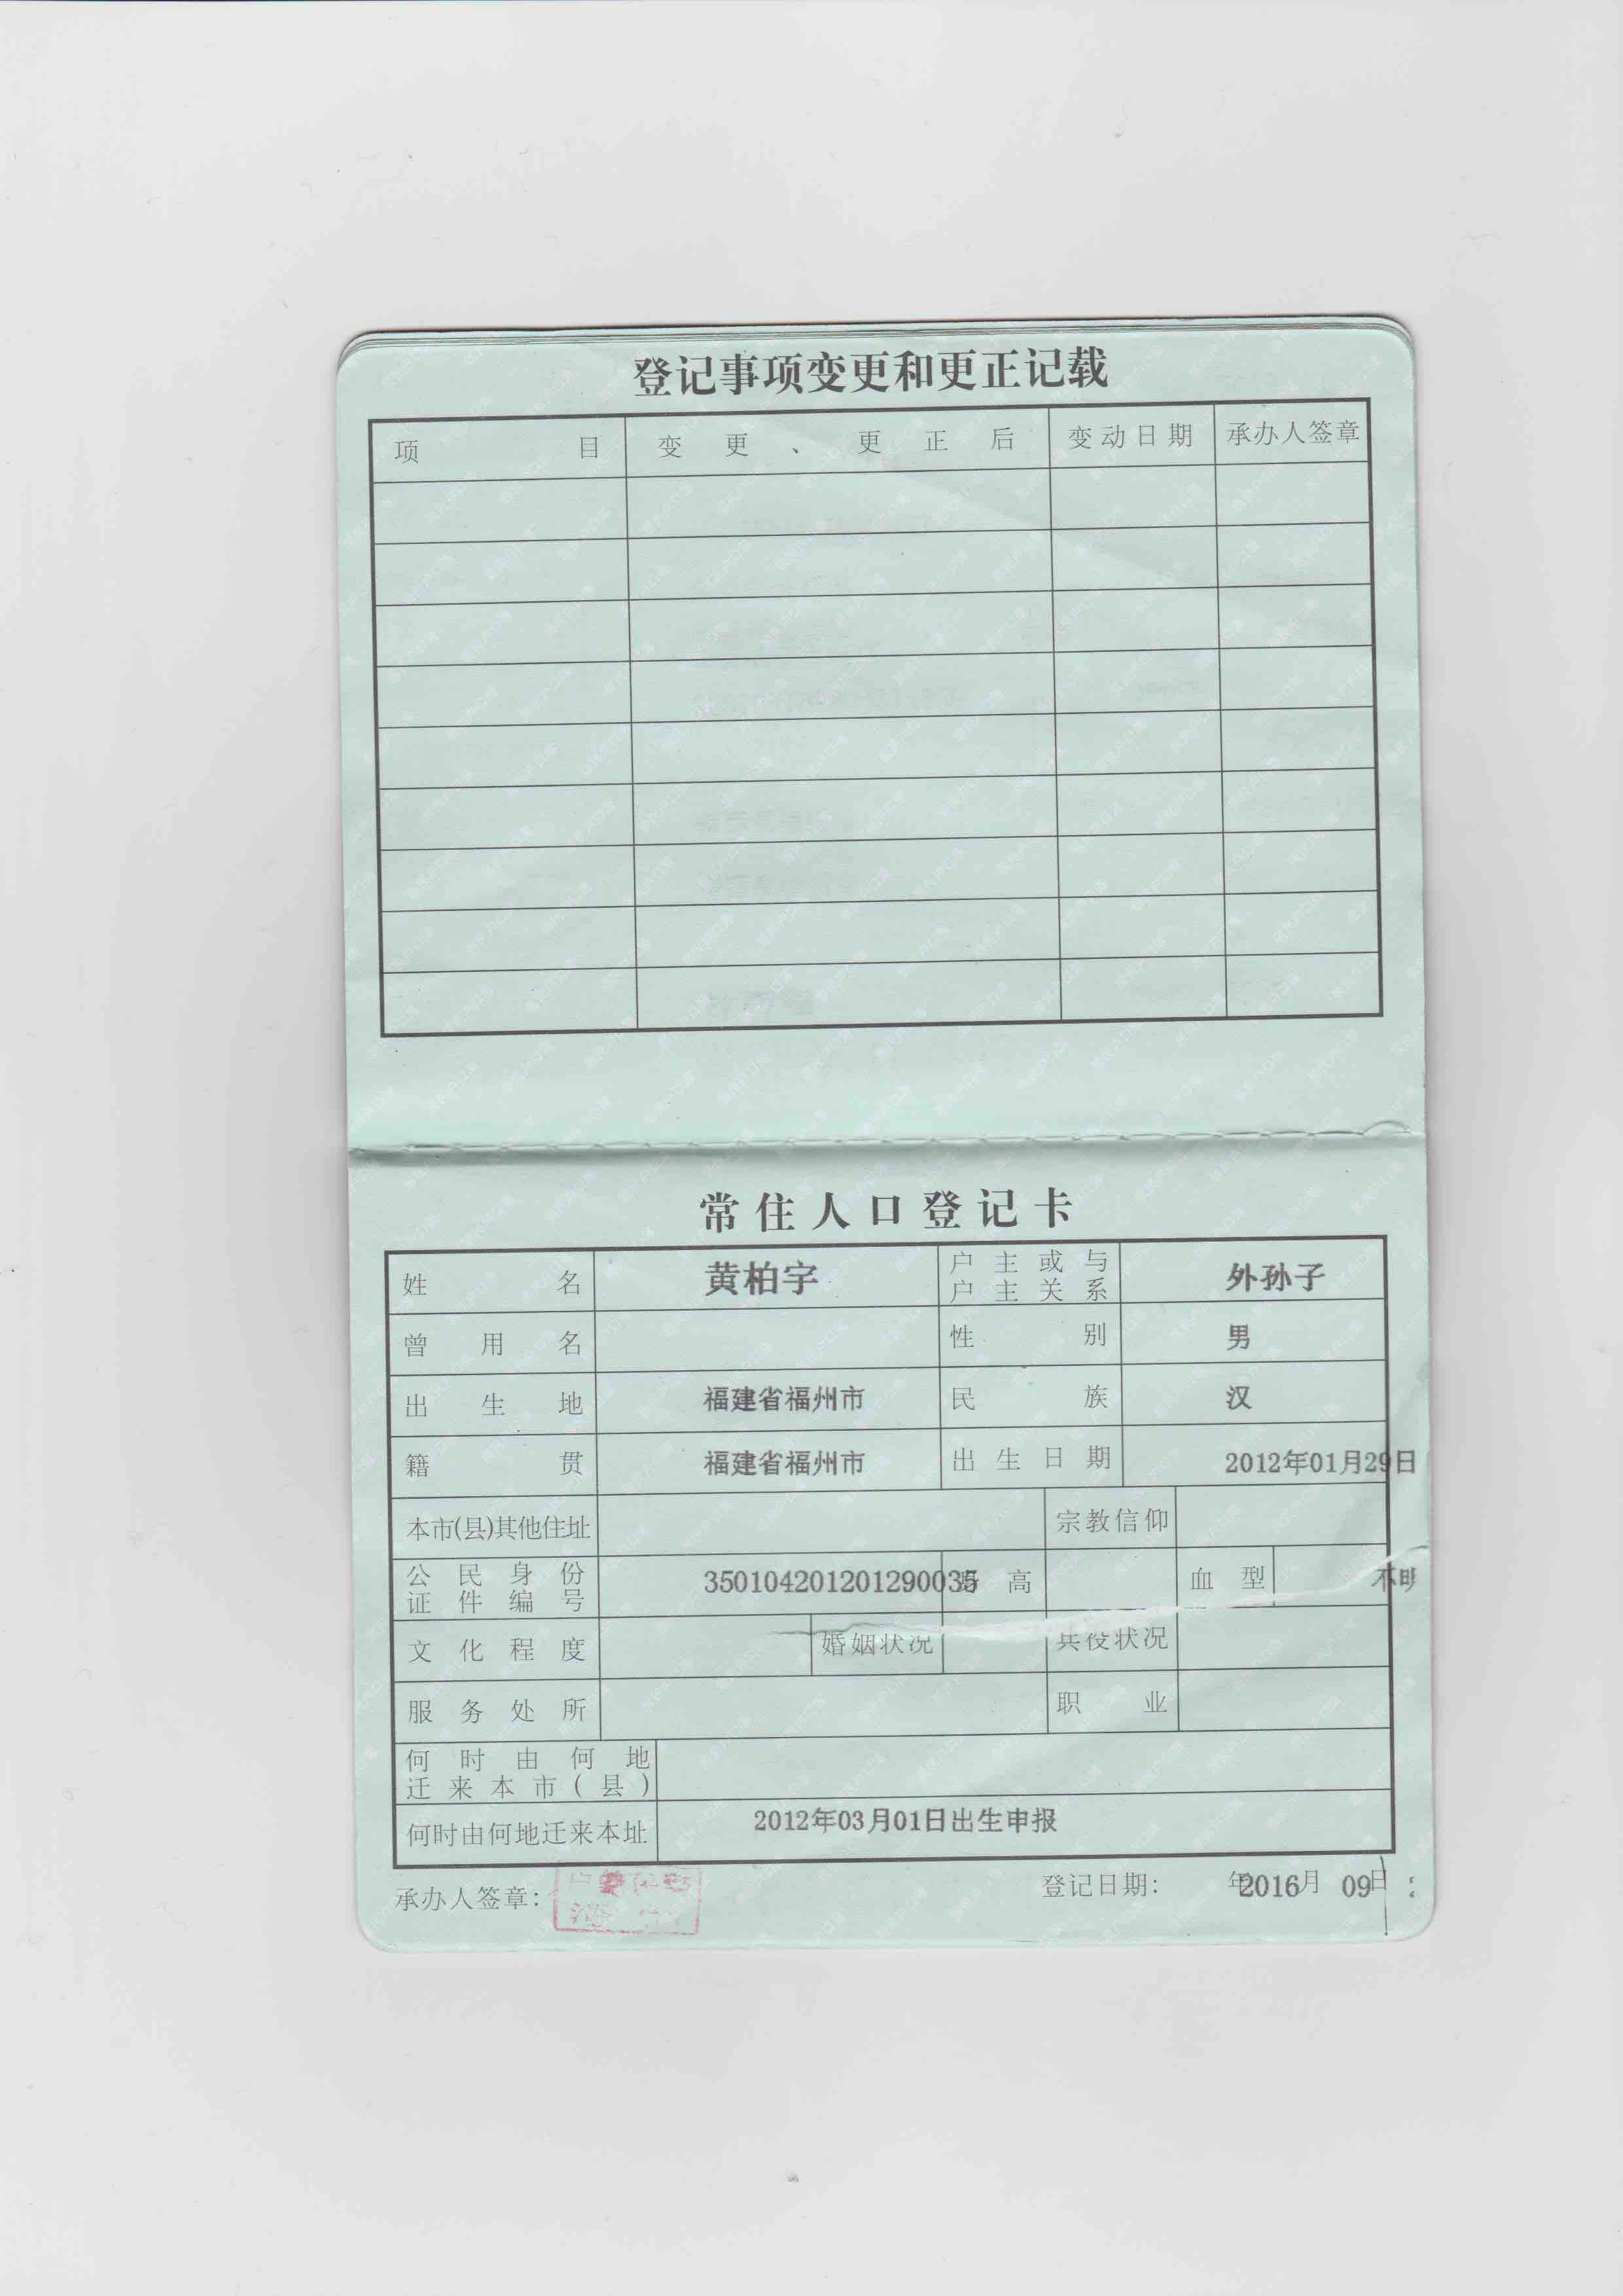 登记事项变更和更正记载
项目 变更、更正后 变动日期 承办人签章
常住人口登记卡
姓名 黄柏宇 户主或与户主关系 外孙子
曾用名 性别 男
出生地 福建省福州市 民族 汉
籍贯 福建省福州市 出生日期 2012年01月29日
本市(县)其他住址 宗教信仰
公民身份证件编号 350104201201290035 身高 血型 不明
文化程度 婚姻状况 兵役状况
服务处所 职业
何时由何地迁来本市(县)
何时由何地迁来本址 2012年03月01日出生申报
承办人签章: 登记日期: 年2016月 09日